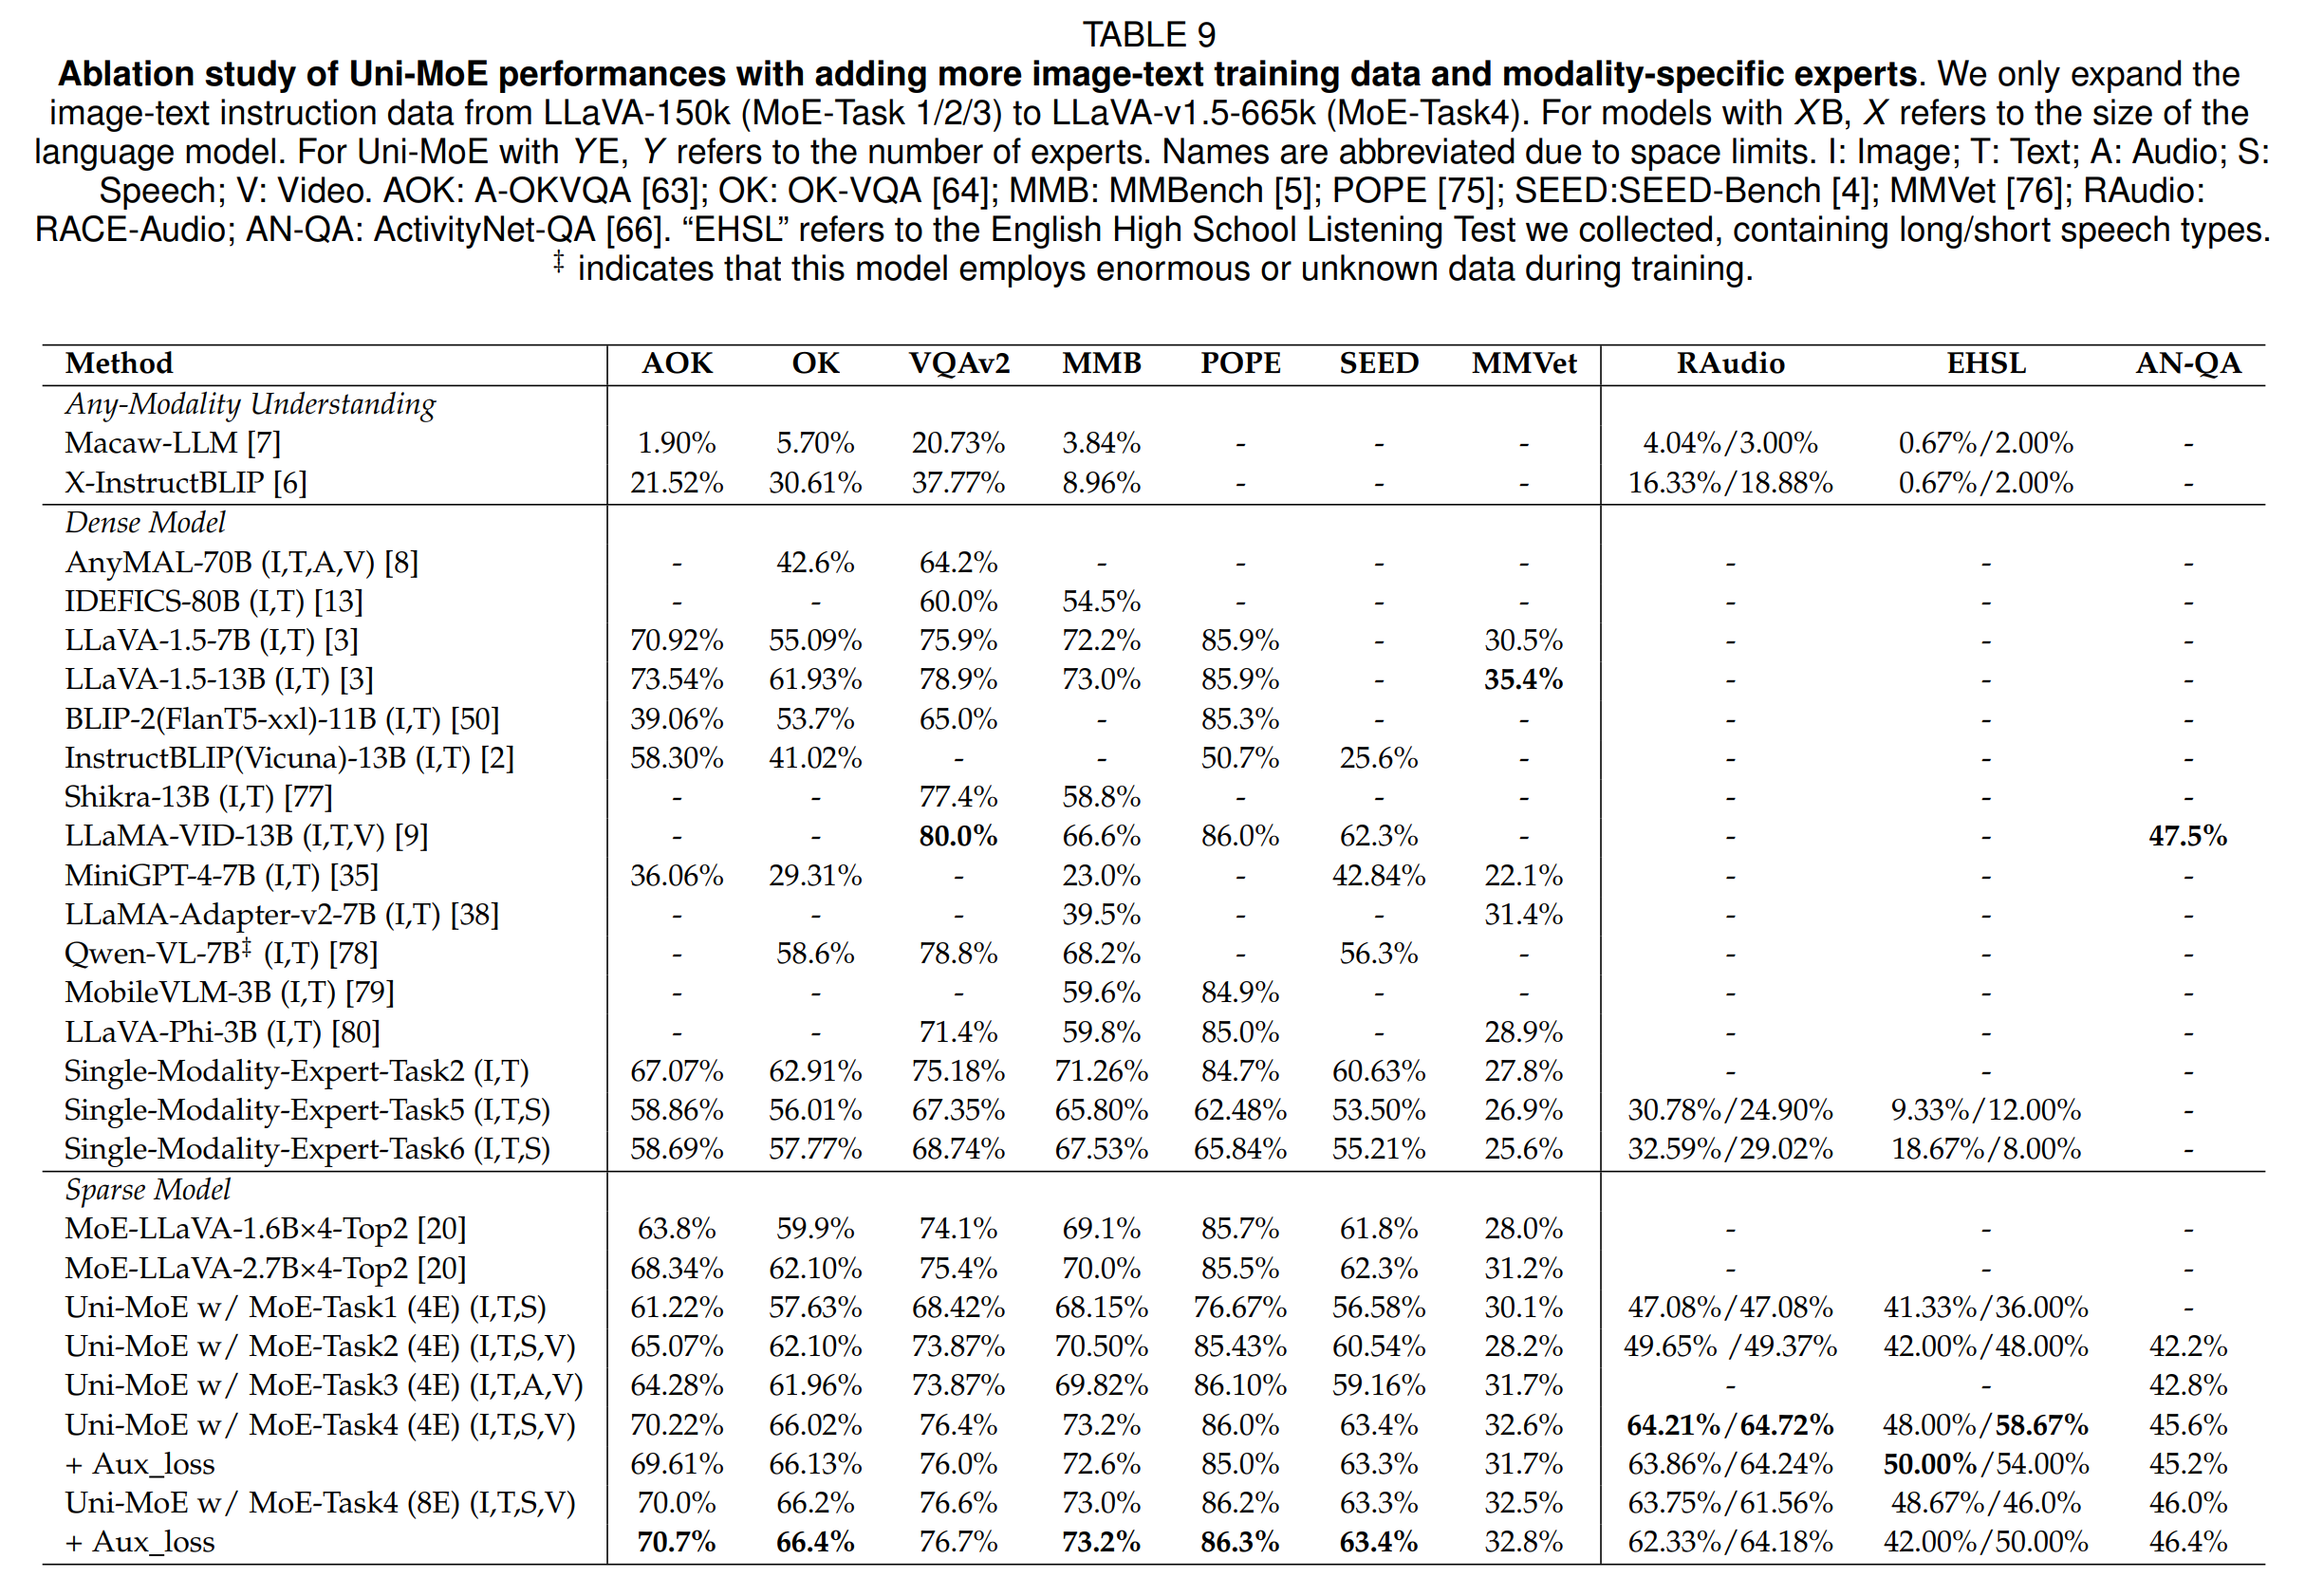 TABLE 9
Ablation study of Uni-MoE performances with adding more image-text training data and modality-specific experts. We only expand the
image-text instruction data from LLaVA-150k (MoE-Task 1/2/3) to LLaVA-v1.5-665k (MoE-Task4). For models with XB, X refers to the size of the
language model. For Uni-MoE with YE, Y refers to the number of experts. Names are abbreviated due to space limits. I: Image; T: Text; A: Audio; S:
Speech; V: Video. AOK: A-OKVQA [63]; OK: OK-VQA [64]; MMB: MMBench [5]; POPE [75]; SEED:SEED-Bench [4]; MMVet [76]; RAudio:
RACE-Audio; AN-QA: ActivityNet-QA [66]. “EHSL” refers to the English High School Listening Test we collected, containing long/short speech types.
‡ indicates that this model employs enormous or unknown data during training.
Method AOK OK VQAv2 MMB POPE SEED MMVet RAudio EHSL AN-QA
Any-Modality Understanding
Macaw-LLM [7] 1.90% 5.70% 20.73% 3.84% - - - 4.04%/3.00% 0.67%/2.00% -
X-InstructBLIP [6] 21.52% 30.61% 37.77% 8.96% - - - 16.33%/18.88% 0.67%/2.00% -
Dense Model
AnyMAL-70B (I,T,A,V) [8] - 42.6% 64.2% - - - - - - -
IDEFICS-80B (I,T) [13] - - 60.0% 54.5% - - - - - -
LLaVA-1.5-7B (I,T) [3] 70.92% 55.09% 75.9% 72.2% 85.9% - 30.5% - - -
LLaVA-1.5-13B (I,T) [3] 73.54% 61.93% 78.9% 73.0% 85.9% - 35.4% - - -
BLIP-2(FlanT5-xxl)-11B (I,T) [50] 39.06% 53.7% 65.0% - 85.3% - - - - -
InstructBLIP(Vicuna)-13B (I,T) [2] 58.30% 41.02% - - 50.7% 25.6% - - - -
Shikra-13B (I,T) [77] - - 77.4% 58.8% - - - - - -
LLaMA-VID-13B (I,T,V) [9] - - 80.0% 66.6% 86.0% 62.3% - - - 47.5%
MiniGPT-4-7B (I,T) [35] 36.06% 29.31% - 23.0% - 42.84% 22.1% - - -
LLaMA-Adapter-v2-7B (I,T) [38] - - - 39.5% - - 31.4% - - -
Qwen-VL-7B‡ (I,T) [78] - 58.6% 78.8% 68.2% - 56.3% - - - -
MobileVLM-3B (I,T) [79] - - - 59.6% 84.9% - - - - -
LLaVA-Phi-3B (I,T) [80] - - 71.4% 59.8% 85.0% - 28.9% - - -
Single-Modality-Expert-Task2 (I,T) 67.07% 62.91% 75.18% 71.26% 84.7% 60.63% 27.8% - - -
Single-Modality-Expert-Task5 (I,T,S) 58.86% 56.01% 67.35% 65.80% 62.48% 53.50% 26.9% 30.78%/24.90% 9.33%/12.00% -
Single-Modality-Expert-Task6 (I,T,S) 58.69% 57.77% 68.74% 67.53% 65.84% 55.21% 25.6% 32.59%/29.02% 18.67%/8.00% -
Sparse Model
MoE-LLaVA-1.6B×4-Top2 [20] 63.8% 59.9% 74.1% 69.1% 85.7% 61.8% 28.0% - - -
MoE-LLaVA-2.7B×4-Top2 [20] 68.34% 62.10% 75.4% 70.0% 85.5% 62.3% 31.2% - - -
Uni-MoE w/ MoE-Task1 (4E) (I,T,S) 61.22% 57.63% 68.42% 68.15% 76.67% 56.58% 30.1% 47.08%/47.08% 41.33%/36.00% -
Uni-MoE w/ MoE-Task2 (4E) (I,T,S,V) 65.07% 62.10% 73.87% 70.50% 85.43% 60.54% 28.2% 49.65% /49.37% 42.00%/48.00% 42.2%
Uni-MoE w/ MoE-Task3 (4E) (I,T,A,V) 64.28% 61.96% 73.87% 69.82% 86.10% 59.16% 31.7% - - 42.8%
Uni-MoE w/ MoE-Task4 (4E) (I,T,S,V) 70.22% 66.02% 76.4% 73.2% 86.0% 63.4% 32.6% 64.21%/64.72% 48.00%/58.67% 45.6%
+ Aux_loss 69.61% 66.13% 76.0% 72.6% 85.0% 63.3% 31.7% 63.86%/64.24% 50.00%/54.00% 45.2%
Uni-MoE w/ MoE-Task4 (8E) (I,T,S,V) 70.0% 66.2% 76.6% 73.0% 86.2% 63.3% 32.5% 63.75%/61.56% 48.67%/46.0% 46.0%
+ Aux_loss 70.7% 66.4% 76.7% 73.2% 86.3% 63.4% 32.8% 62.33%/64.18% 42.00%/50.00% 46.4%